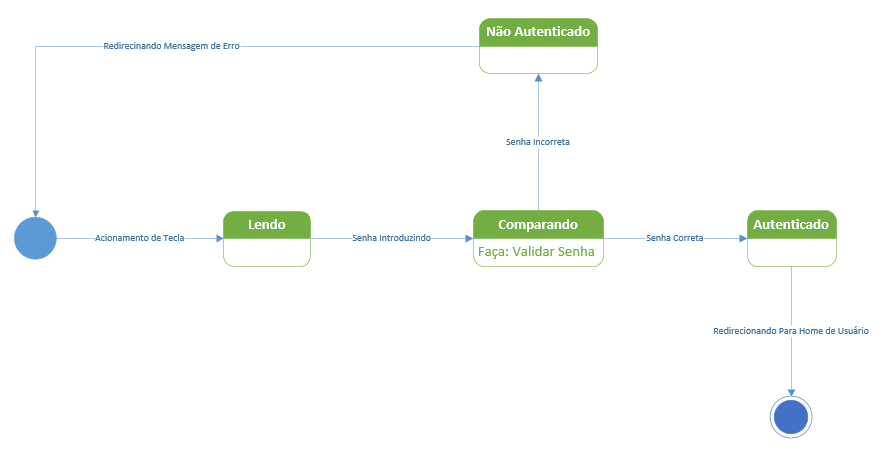 Não Autenticado
Redirecinando Mensagem de Erro
Senha Incorreta
Acionamento de Tecla
Lendo
Senha Introduzindo
Comparando
Faça: Validar Senha
Senha Correta
Autenticado
Redirecionando Para Home de Usuário